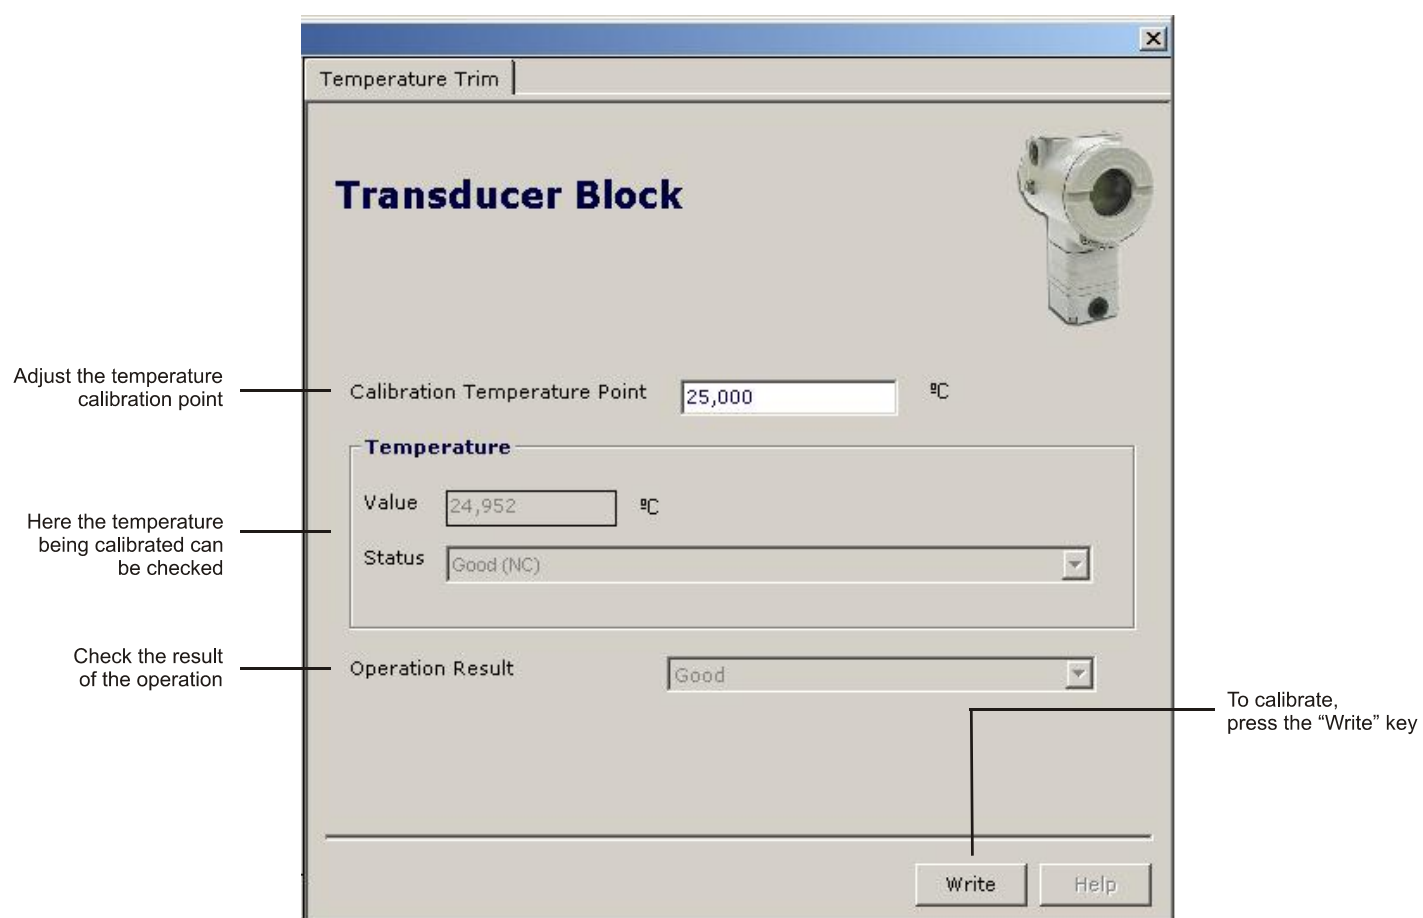 Temperature Trim
Transducer Block
Adjust the temperature
calibration point
Calibration Temperature Point 25,000 ºC
Temperature
Value 24,952 ºC
Here the temperature
being calibrated can
be checked
Status Good (NC)
Check the result
of the operation
Operation Result Good
To calibrate,
press the “Write” key
Write Help